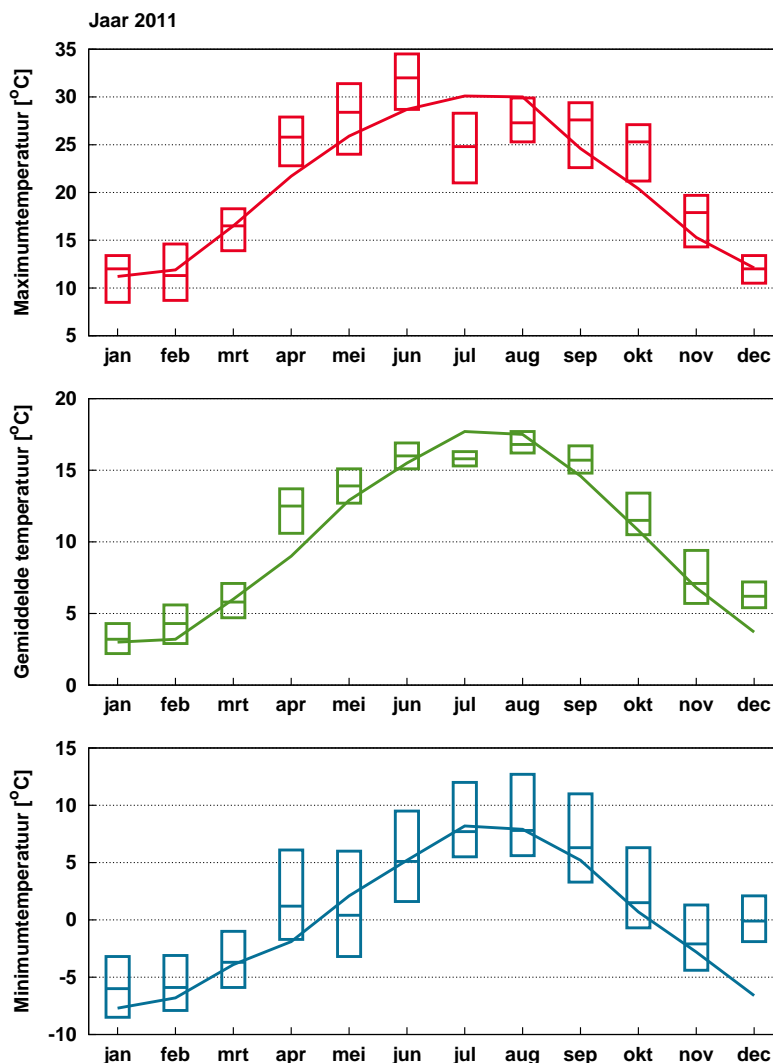 Jaar 2011
Maximumtemperatuur [°C]
35
30
25
20
15
10
5
jan feb mrt apr mei jun jul aug sep okt nov dec
Gemiddelde temperatuur [°C]
20
15
10
5
0
jan feb mrt apr mei jun jul aug sep okt nov dec
Minimumtemperatuur [°C]
15
10
5
0
-5
-10
jan feb mrt apr mei jun jul aug sep okt nov dec